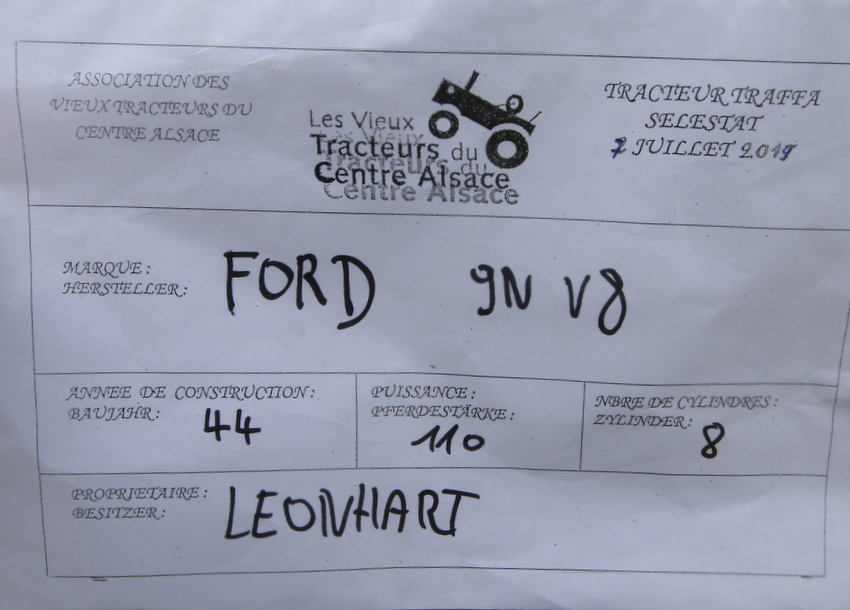 ASSOCIATION DES
VIEUX TRACTEURS DU
CENTRE ALSACE
Les Vieux
Tracteurs du
Centre Alsace
TRACTEUR TRAFFA
SELESTAT
7 JUILLET 2019
MARQUE :
HERSTELLER :
FORD 9N V8
ANNEE DE CONSTRUCTION :
BAUJAHR : 44
PUISSANCE :
PFERDESTÄRKE : 110
NBRE DE CYLINDRES :
ZYLINDER : 8
PROPRIETAIRE :
BESITZER :
LEONHART